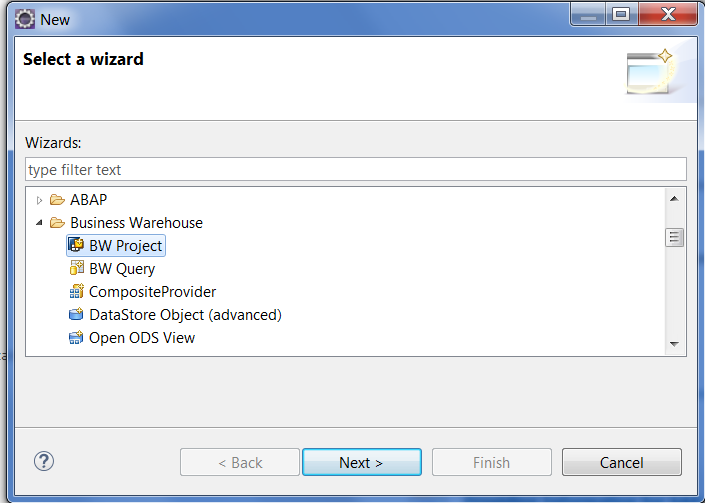 New
Select a wizard
Wizards:
type filter text
ABAP
Business Warehouse
BW Project
BW Query
CompositeProvider
DataStore Object (advanced)
Open ODS View
?
< Back
Next >
Finish
Cancel